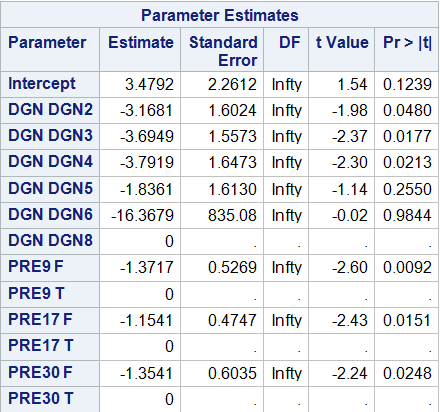 Parameter Estimates
Parameter Estimate Standard Error DF t Value Pr > |t|
Intercept 3.4792 2.2612 Infty 1.54 0.1239
DGN DGN2 -3.1681 1.6024 Infty -1.98 0.0480
DGN DGN3 -3.6949 1.5573 Infty -2.37 0.0177
DGN DGN4 -3.7919 1.6473 Infty -2.30 0.0213
DGN DGN5 -1.8361 1.6130 Infty -1.14 0.2550
DGN DGN6 -16.3679 835.08 Infty -0.02 0.9844
DGN DGN8 0 . . . .
PRE9 F -1.3717 0.5269 Infty -2.60 0.0092
PRE9 T 0 . . . .
PRE17 F -1.1541 0.4747 Infty -2.43 0.0151
PRE17 T 0 . . . .
PRE30 F -1.3541 0.6035 Infty -2.24 0.0248
PRE30 T 0 . . . .